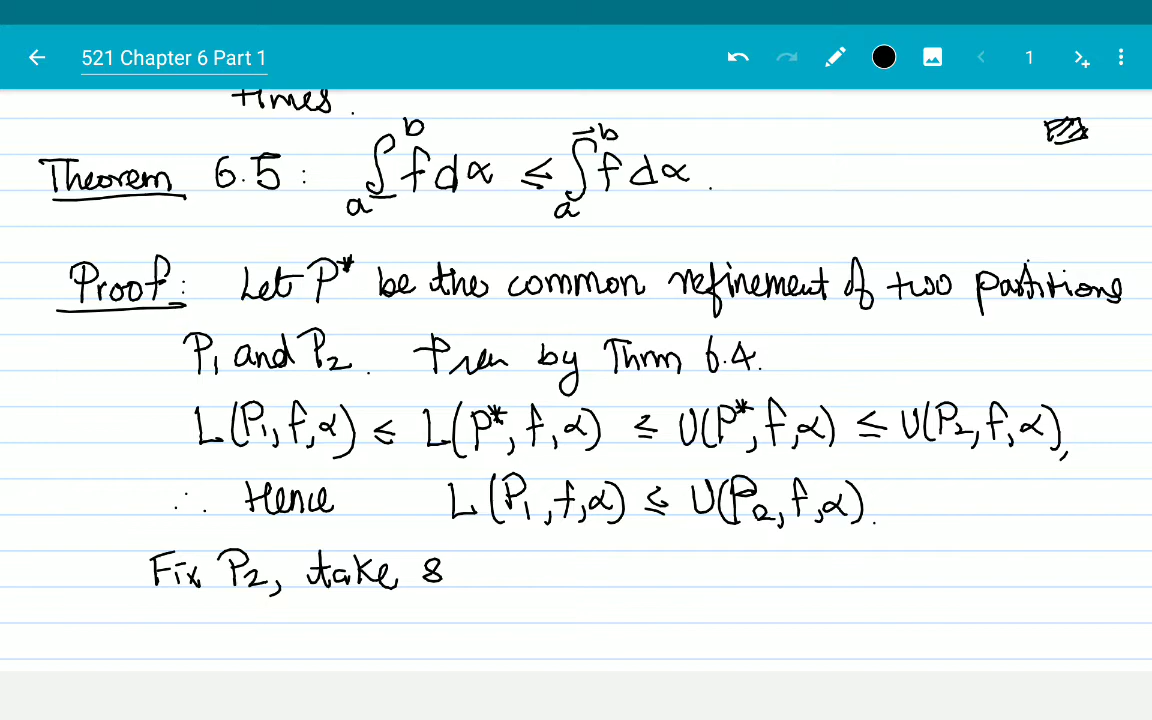 521 Chapter 6 Part 1
1
times.
Theorem 6.5 : ∫_a^b f dα ≤ ∫̅_a^b f dα.
Proof: Let P* be the common refinement of two partitions
P₁ and P₂. Then by Thrm 6.4.
L(P₁, f, α) ≤ L(P*, f, α) ≤ U(P*, f, α) ≤ U(P₂, f, α),
∴ Hence L(P₁, f, α) ≤ U(P₂, f, α).
Fix P₂, take s